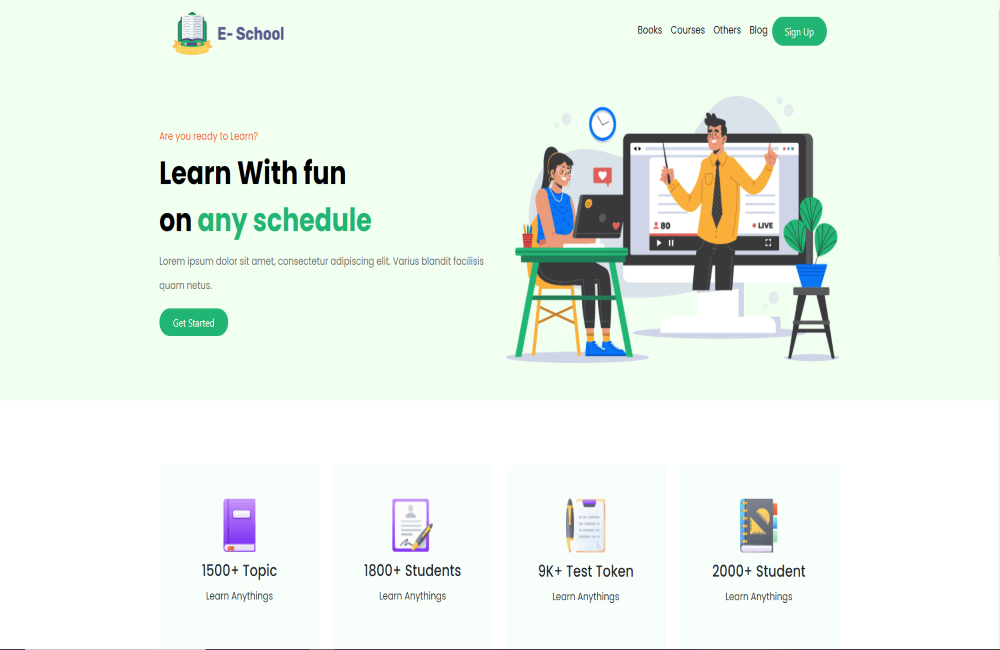 E- School
Books Courses Others Blog Sign Up
Are you ready to Learn?
Learn With fun
on any schedule
Lorem ipsum dolor sit amet, consectetur adipiscing elit. Varius blandit facilisis
quam netus.
Get Started
80
LIVE
1500+ Topic
1800+ Students
9K+ Test Token
2000+ Student
Learn Anythings
Learn Anythings
Learn Anythings
Learn Anythings